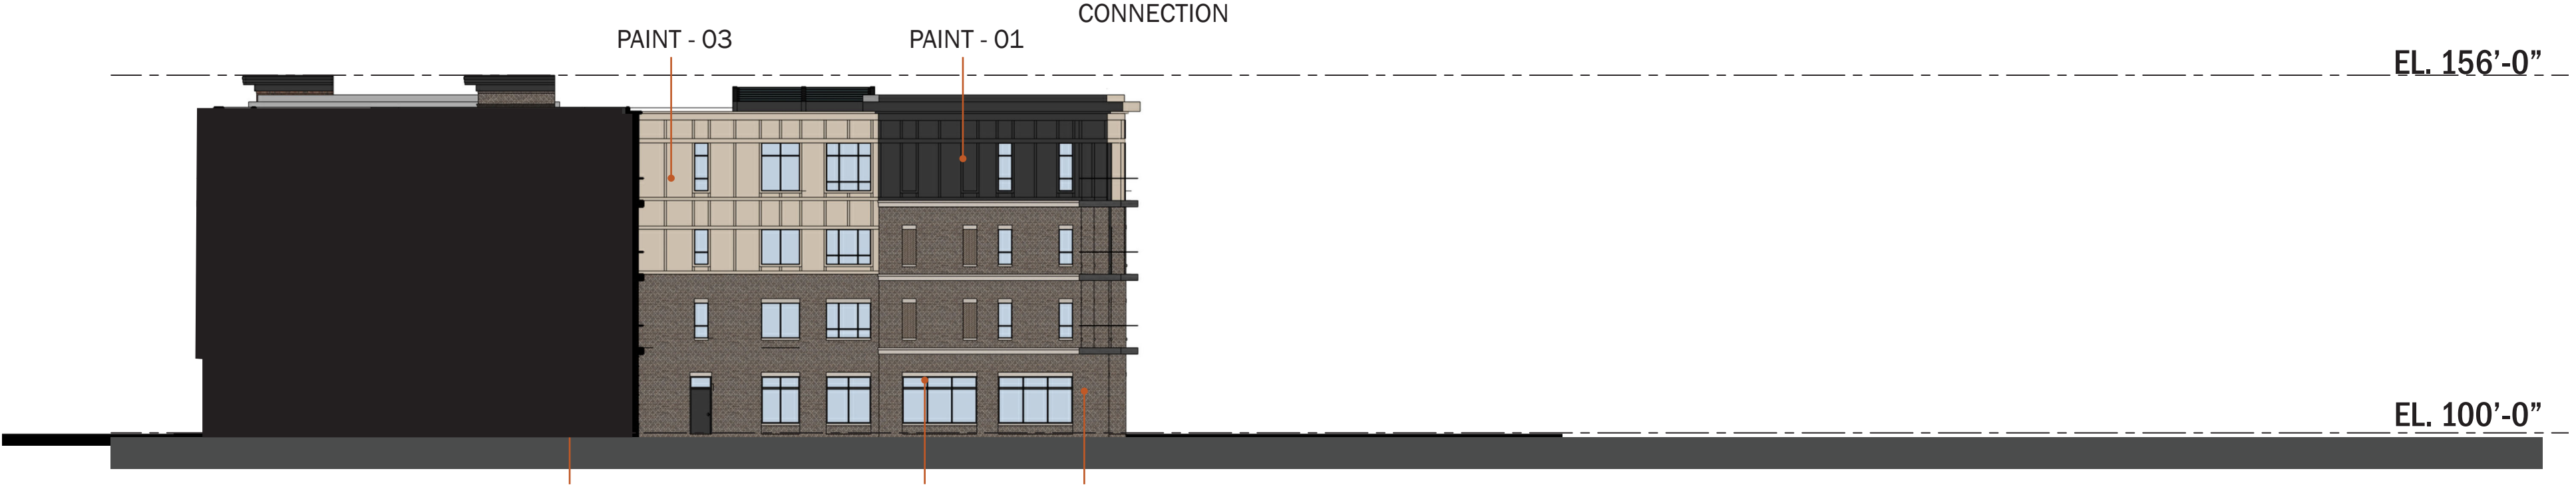 CONNECTION
PAINT - 03
PAINT - 01
EL. 156’-0”
EL. 100’-0”